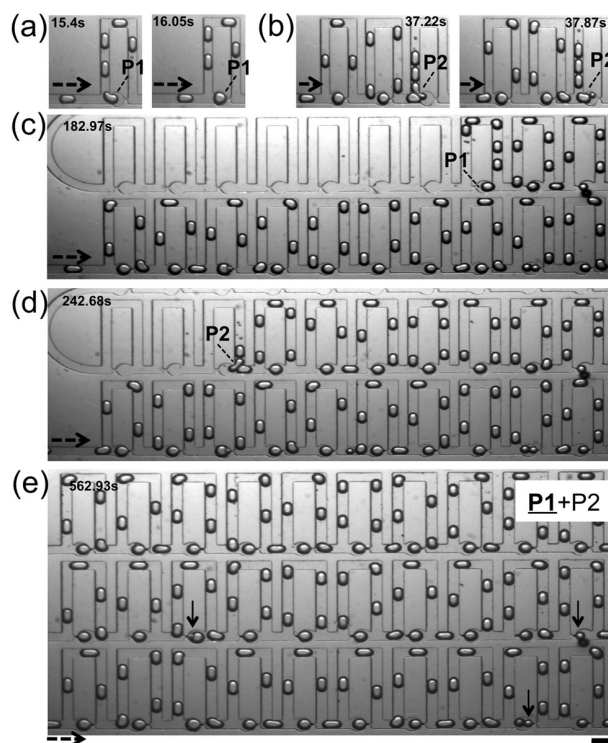 (a)
15.4s
P1
16.05s
P1
(b)
37.22s
P2
37.87s
P2
(c)
182.97s
P1
(d)
242.68s
P2
(e)
562.93s
P1+P2